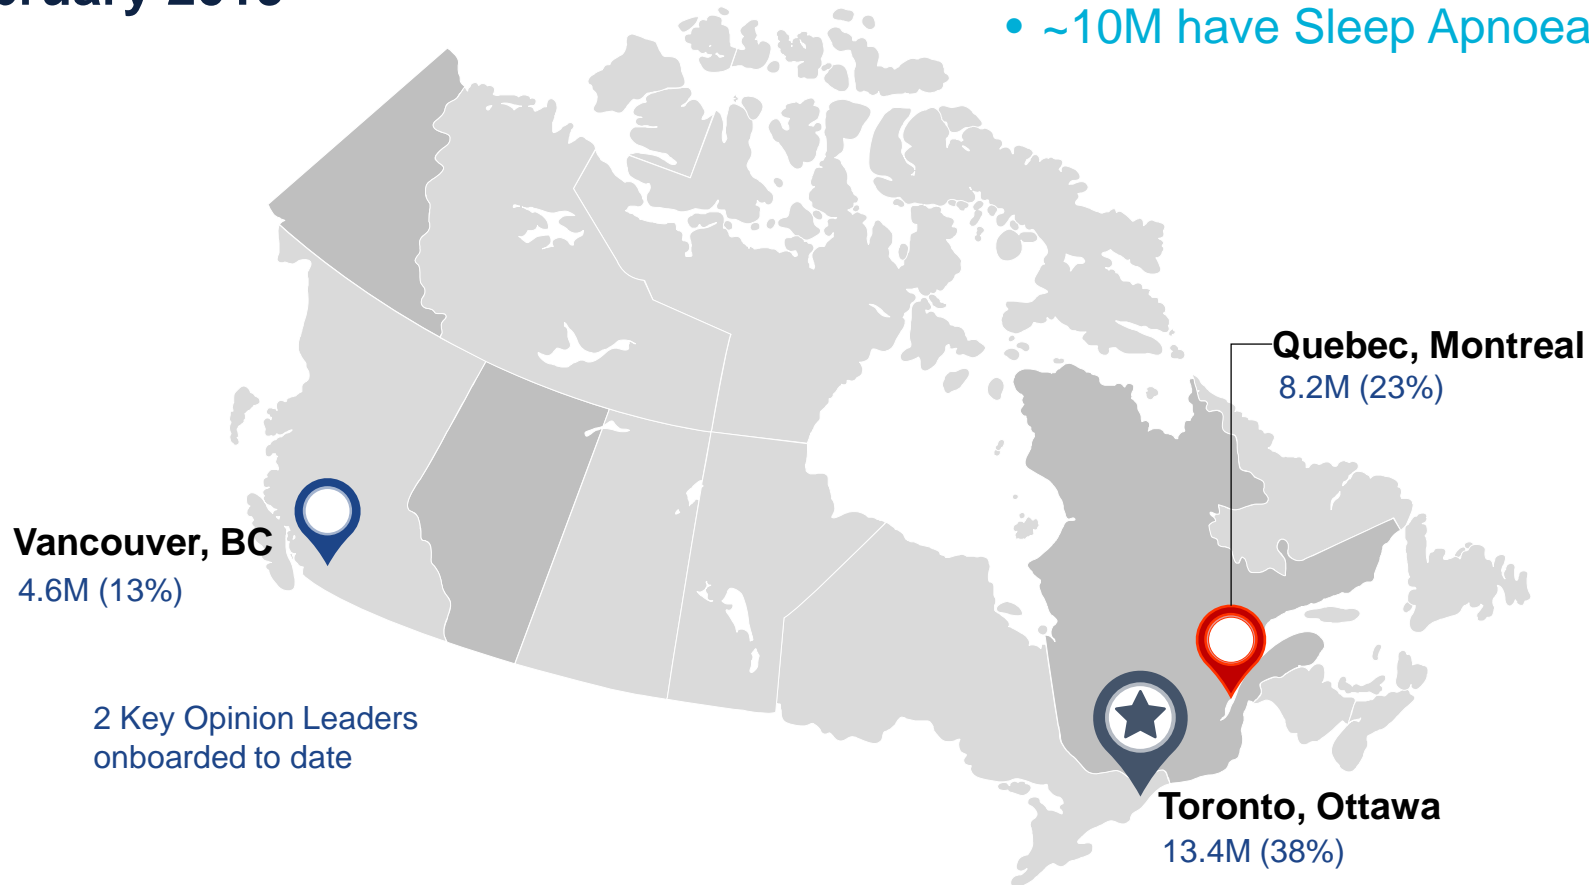 • ~10M have Sleep Apnoea
Quebec, Montreal
8.2M (23%)
Vancouver, BC
4.6M (13%)
2 Key Opinion Leaders
onboarded to date
Toronto, Ottawa
13.4M (38%)